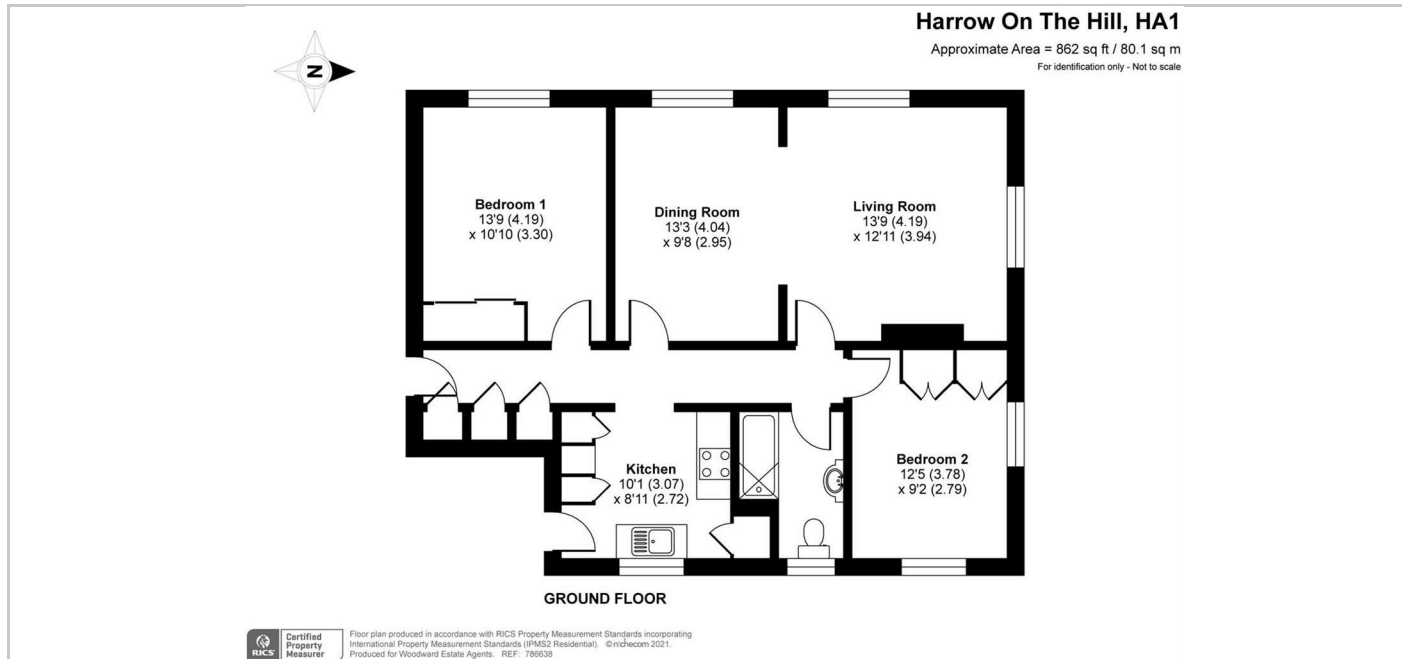 Harrow On The Hill, HA1
Approximate Area = 862 sq ft / 80.1 sq m
For identification only - Not to scale
N
Bedroom 1
13'9 (4.19)
x 10'10 (3.30)
Dining Room
13'3 (4.04)
x 9'8 (2.95)
Living Room
13'9 (4.19)
x 12'11 (3.94)
Kitchen
10'1 (3.07)
x 8'11 (2.72)
Bedroom 2
12'5 (3.78)
x 9'2 (2.79)
GROUND FLOOR
RICS
Certified
Property
Measurer
Floor plan produced in accordance with RICS Property Measurement Standards incorporating
International Property Measurement Standards (IPMS2 Residential). © nichecom 2021.
Produced for Woodward Estate Agents. REF: 786638